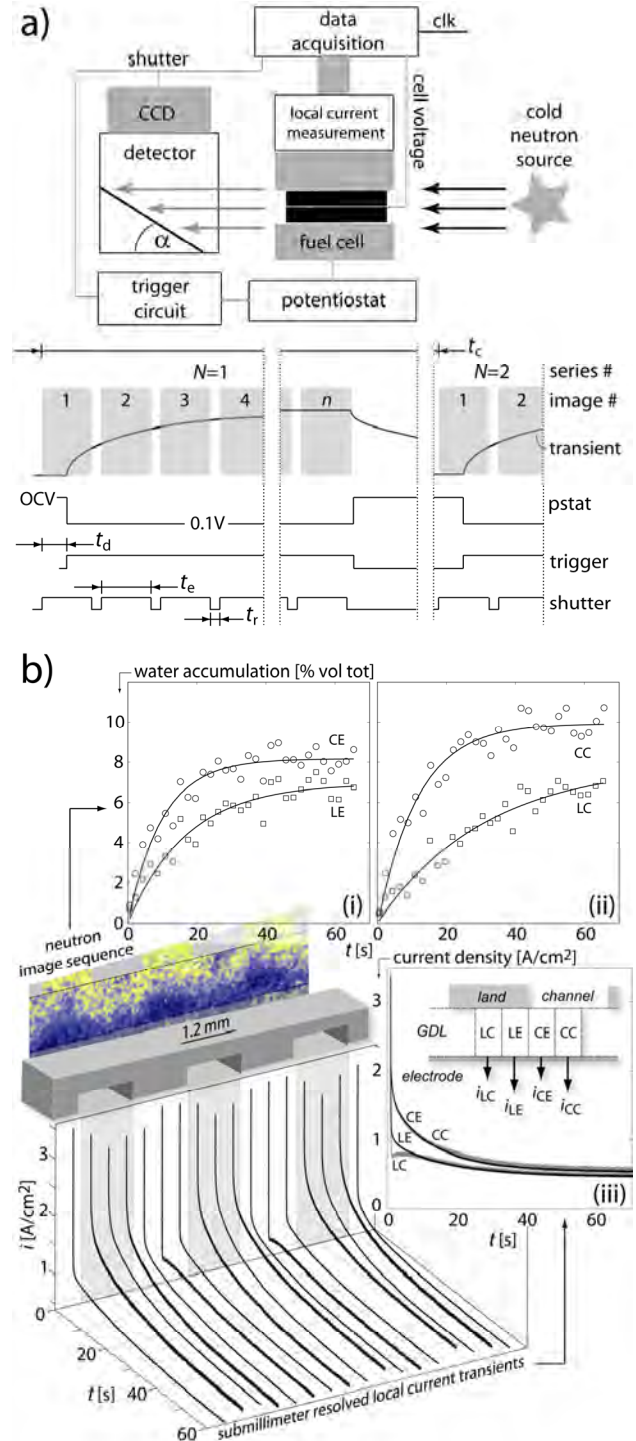 a)
data
acquisition
clk
shutter
CCD
local current
measurement
cell voltage
cold
neutron
source
detector
α
fuel cell
trigger
circuit
potentiostat
t_c
N=1
N=2
series #
1
2
3
4
n
1
2
image #
transient
OCV
0.1V
pstat
t_d
trigger
t_e
t_r
shutter
b)
water accumulation [% vol tot]
10
8
6
4
2
0
CE
LE
(i)
CC
LC
(ii)
0
20
40
60
t [s]
0
20
40
60
neutron
image sequence
1.2 mm
current density [A/cm2]
3
2
1
0
land
channel
GDL
LC
LE
CE
CC
electrode
i_LC
i_LE
i_CE
i_CC
CE
LE
CC
LC
(iii)
0
20
40
60
t [s]
i [A/cm2]
3
2
1
0
20
40
60
t [s]
submillimeter resolved local current transients